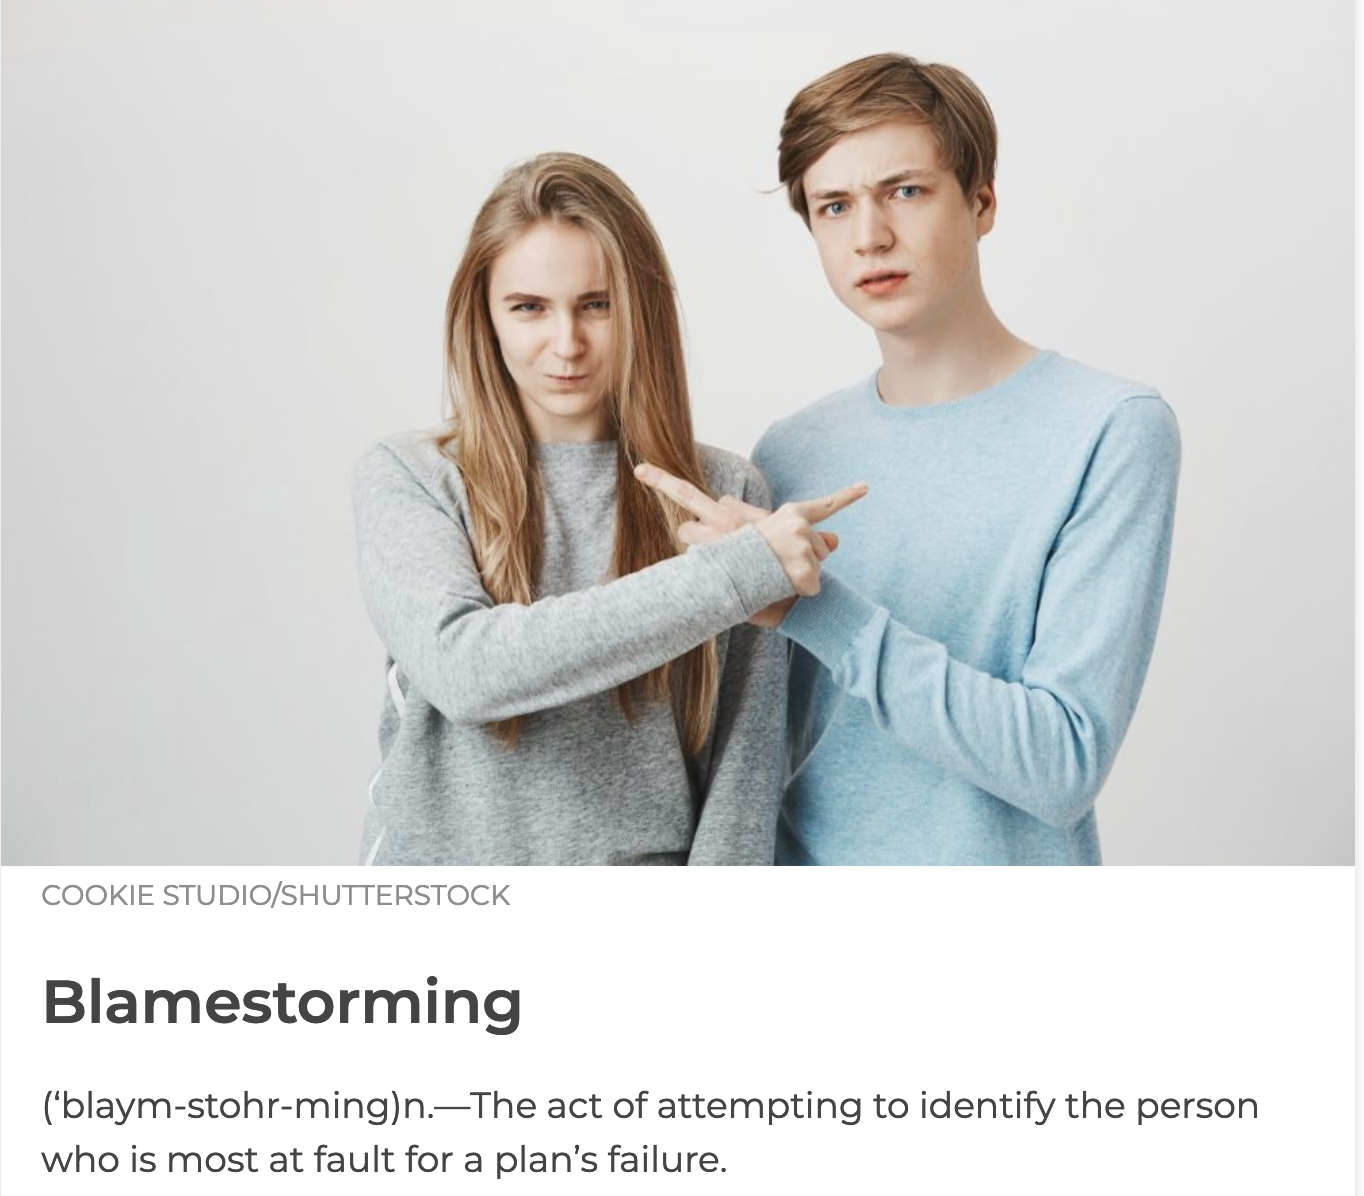 COOKIE STUDIO/SHUTTERSTOCK
Blamestorming
(‘blaym-stohr-ming)n.—The act of attempting to identify the person
who is most at fault for a plan’s failure.